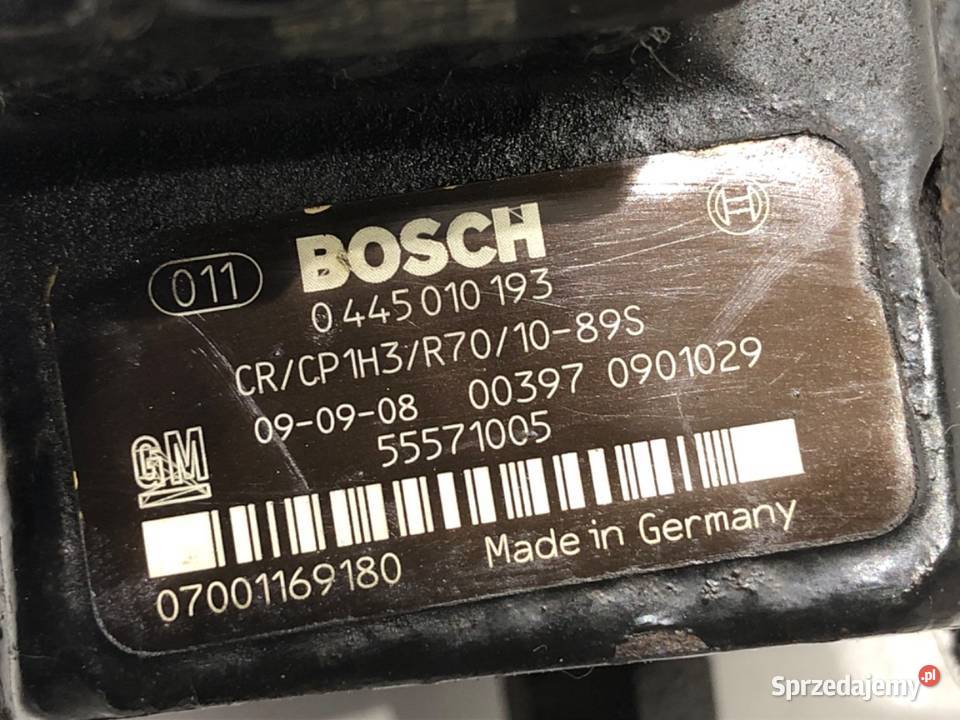 011 BOSCH
0 445 010 193
CR/CP1H3/R70/10-89S
09-09-08 00397 0901029
GM 55571005
07001169180 Made in Germany
Sprzedajemy.pl